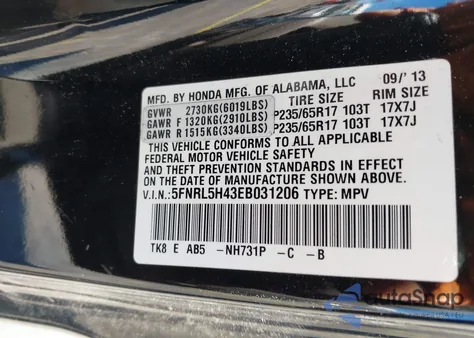 MFD. BY HONDA MFG. OF ALABAMA, LLC 09/'13
GVWR 2730KG(6019LBS) TIRE SIZE RIM SIZE
GAWR F 1320KG(2910LBS) P235/65R17 103T 17X7J
GAWR R 1515KG(3340LBS) P235/65R17 103T 17X7J
THIS VEHICLE CONFORMS TO ALL APPLICABLE
FEDERAL MOTOR VEHICLE SAFETY
AND THEFT PREVENTION STANDARDS IN EFFECT ON
THE DATE OF MANUFACTURE SHOWN ABOVE.
V.I.N.: 5FNRL5H43EB031206 TYPE: MPV
TK8 E AB5 -NH731P -C -B
autoSnap